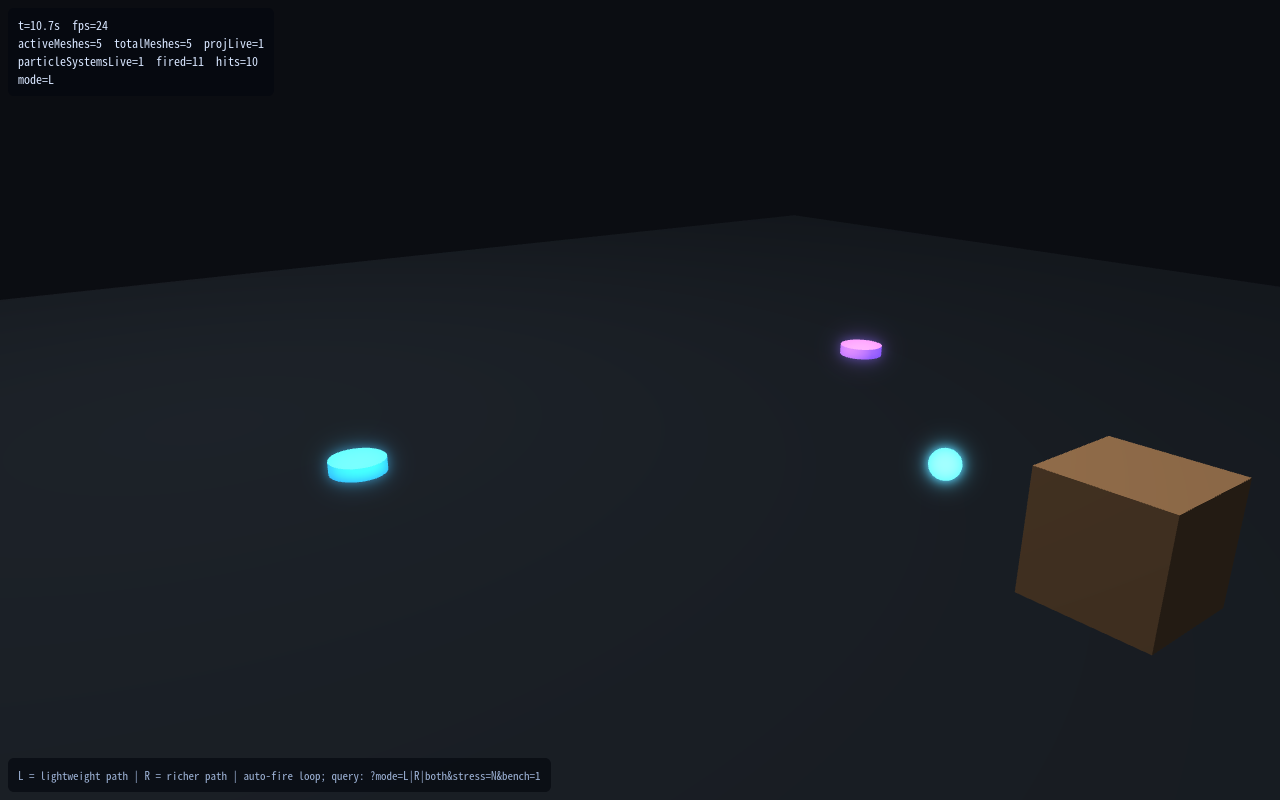 t=10.7s  fps=24
activeMeshes=5  totalMeshes=5  projLive=1
particleSystemsLive=1  fired=11  hits=10
mode=L
L = lightweight path | R = richer path | auto-fire loop; query: ?mode=L|R|both&stress=N&bench=1